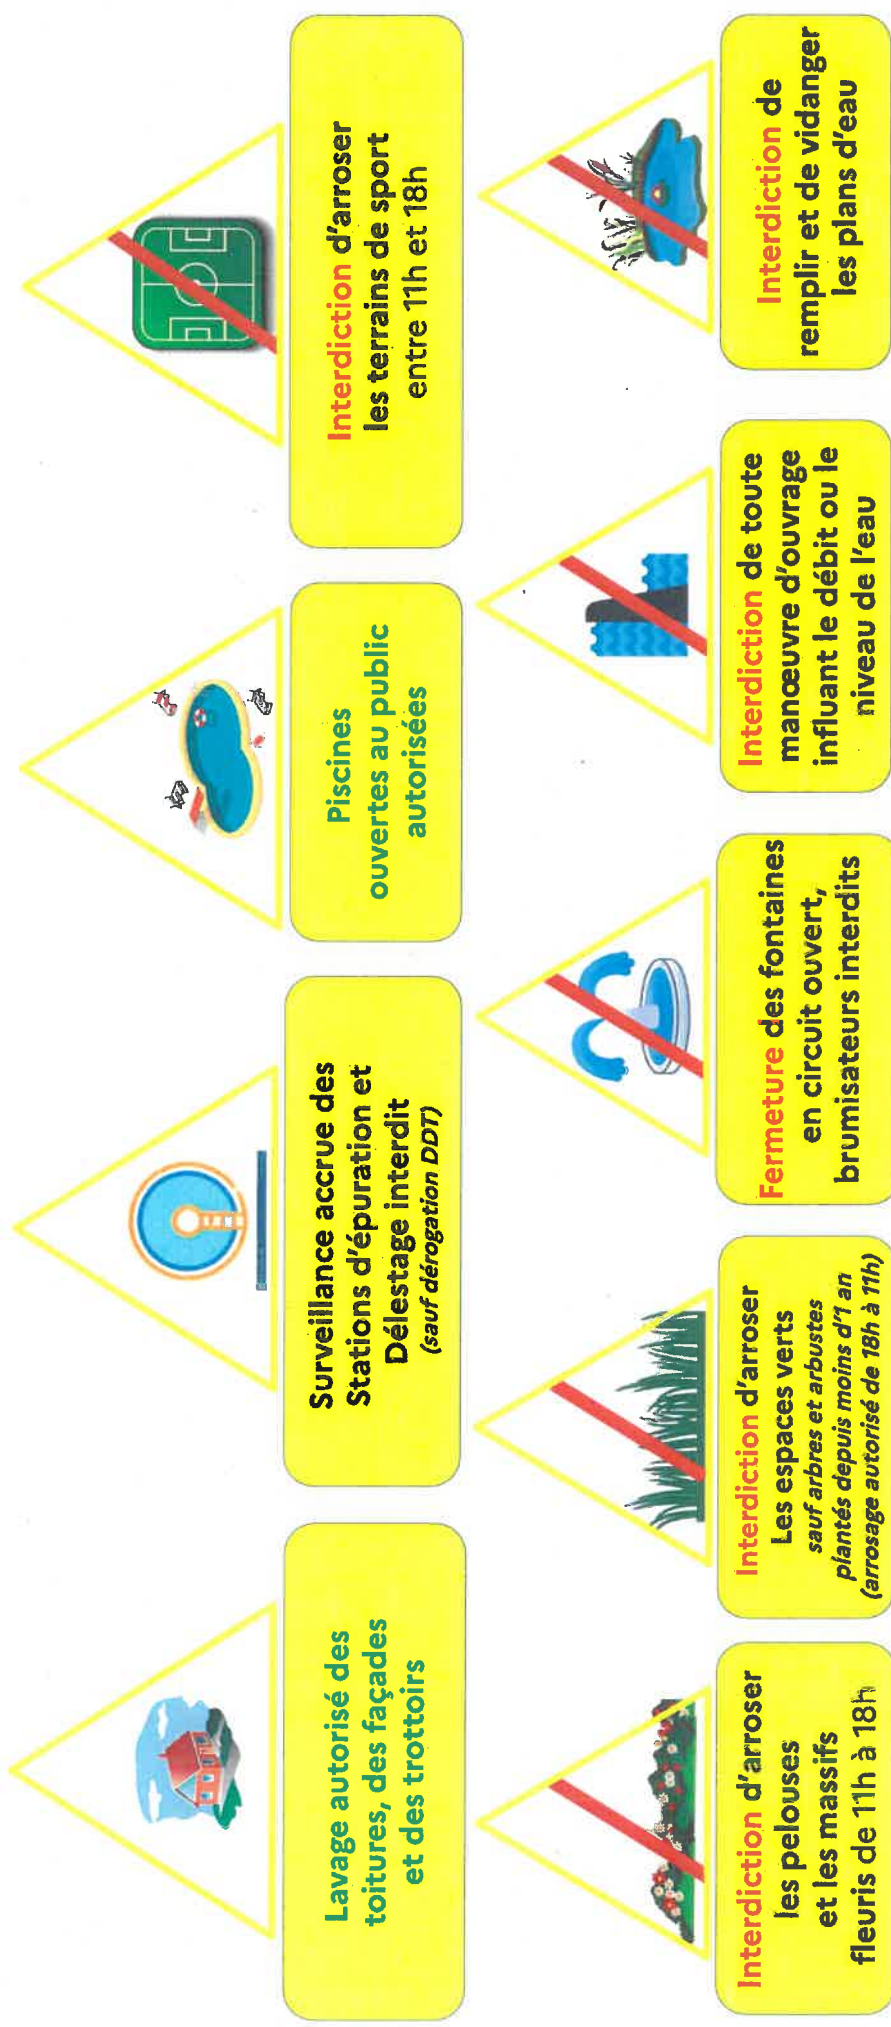 Lavage autorisé des
toitures, des façades
et des trottoirs
Surveillance accrue des
Stations d'épuration et
Délestage interdit
(sauf dérogation DDT)
Piscines
ouvertes au public
autorisées
Interdiction d'arroser
les terrains de sport
entre 11h et 18h
Interdiction d'arroser
les pelouses
et les massifs
fleuris de 11h à 18h
Interdiction d'arroser
Les espaces verts
sauf arbres et arbustes
plantés depuis moins d'1 an
(arrosage autorisé de 18h à 11h)
Fermeture des fontaines
en circuit ouvert,
brumisateurs interdits
Interdiction de toute
manœuvre d'ouvrage
influant le débit ou le
niveau de l'eau
Interdiction de
remplir et de vidanger
les plans d'eau